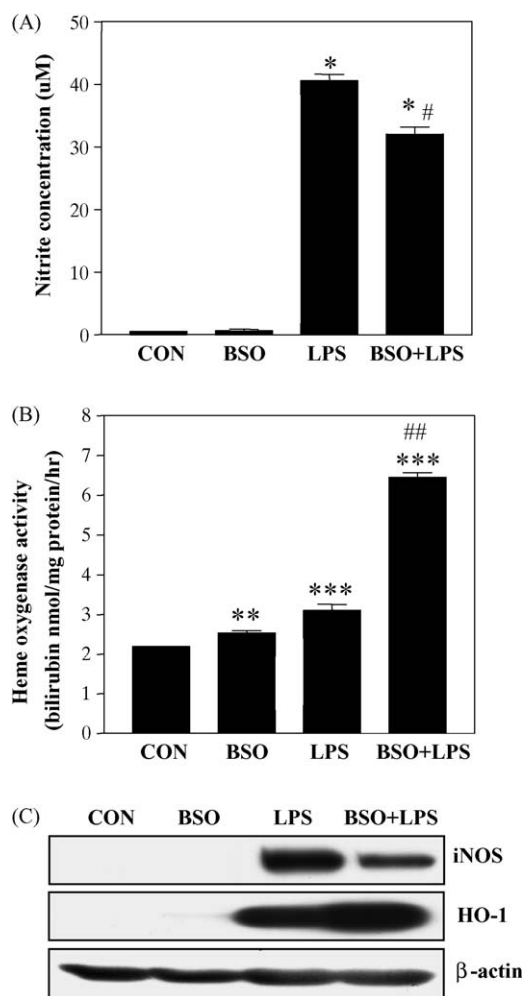 (A)
Nitrite concentration (uM)
50
40
30
20
10
0
*
* #
CON BSO LPS BSO+LPS
(B)
Heme oxygenase activity
(bilirubin nmol/mg protein/hr)
8
7
6
5
4
3
2
1
0
**
***
##
***
CON BSO LPS BSO+LPS
(C)
CON BSO LPS BSO+LPS
iNOS
HO-1
β-actin